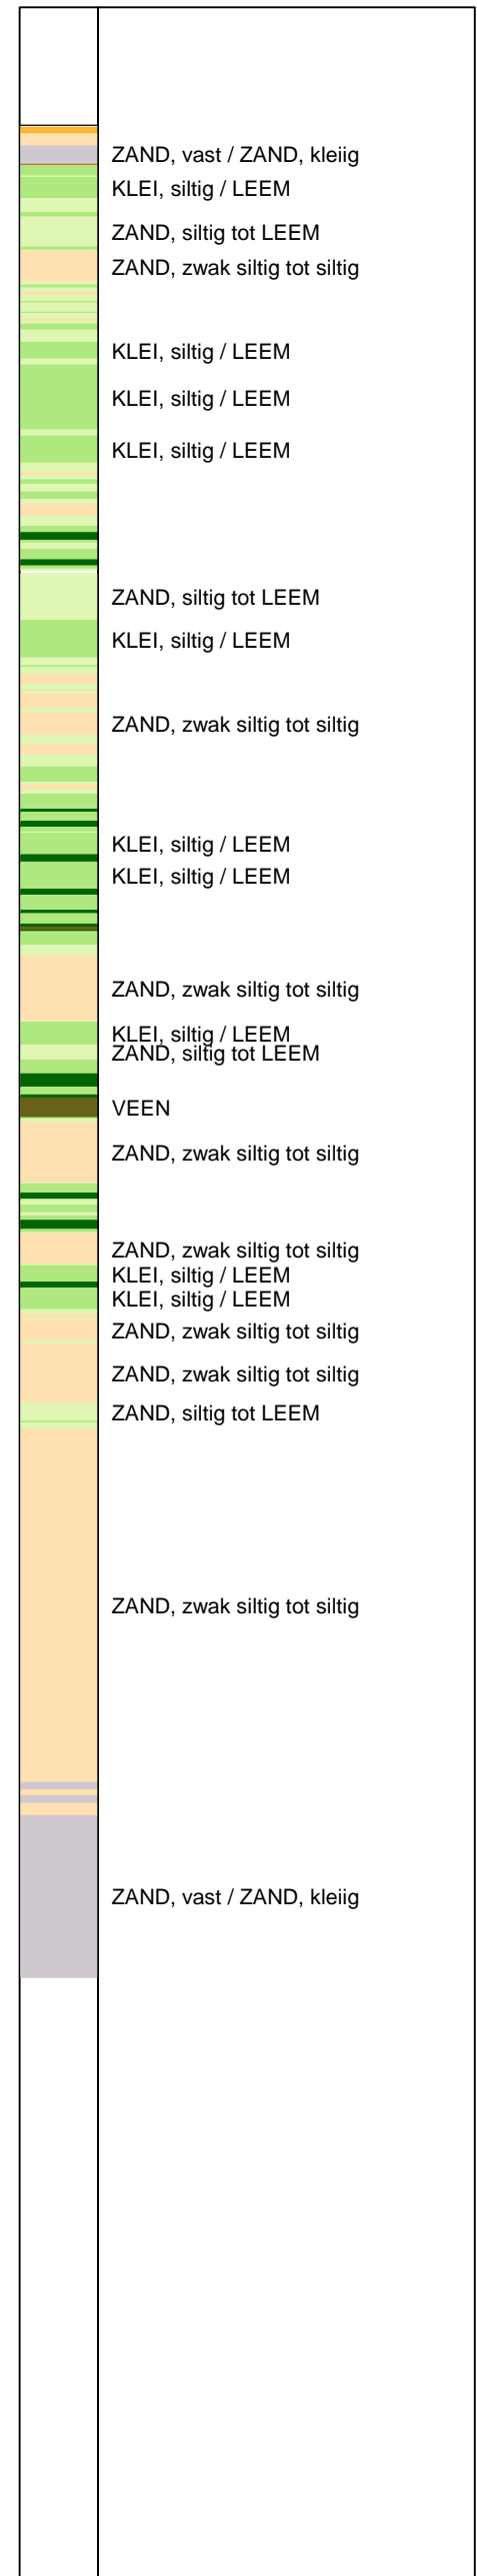 ZAND, vast / ZAND, kleiig
KLEI, siltig / LEEM
ZAND, siltig tot LEEM
ZAND, zwak siltig tot siltig
KLEI, siltig / LEEM
KLEI, siltig / LEEM
KLEI, siltig / LEEM
ZAND, siltig tot LEEM
KLEI, siltig / LEEM
ZAND, zwak siltig tot siltig
KLEI, siltig / LEEM
KLEI, siltig / LEEM
ZAND, zwak siltig tot siltig
KLEI, siltig / LEEM
ZAND, siltig tot LEEM
VEEN
ZAND, zwak siltig tot siltig
ZAND, zwak siltig tot siltig
KLEI, siltig / LEEM
KLEI, siltig / LEEM
ZAND, zwak siltig tot siltig
ZAND, zwak siltig tot siltig
ZAND, siltig tot LEEM
ZAND, zwak siltig tot siltig
ZAND, vast / ZAND, kleiig